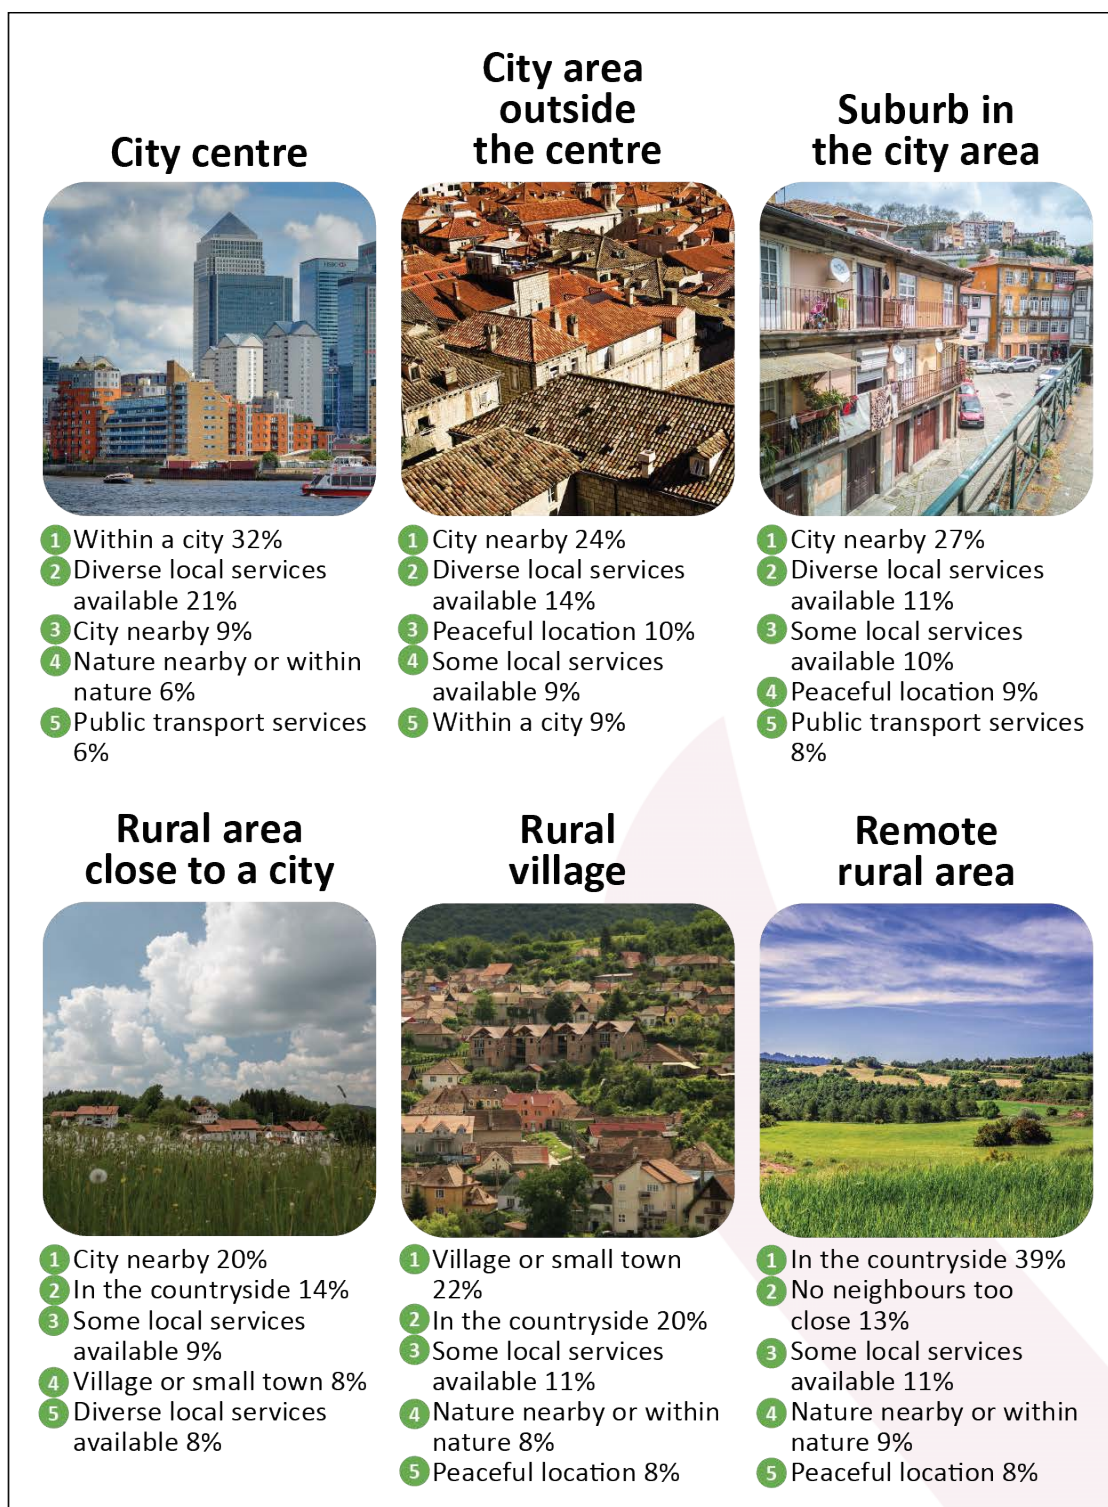 City centre
1 Within a city 32%
2 Diverse local services
available 21%
3 City nearby 9%
4 Nature nearby or within
nature 6%
5 Public transport services
6%
City area
outside
the centre
1 City nearby 24%
2 Diverse local services
available 14%
3 Peaceful location 10%
4 Some local services
available 9%
5 Within a city 9%
Suburb in
the city area
1 City nearby 27%
2 Diverse local services
available 11%
3 Some local services
available 10%
4 Peaceful location 9%
5 Public transport services
8%
Rural area
close to a city
1 City nearby 20%
2 In the countryside 14%
3 Some local services
available 9%
4 Village or small town 8%
5 Diverse local services
available 8%
Rural
village
1 Village or small town
22%
2 In the countryside 20%
3 Some local services
available 11%
4 Nature nearby or within
nature 8%
5 Peaceful location 8%
Remote
rural area
1 In the countryside 39%
2 No neighbours too
close 13%
3 Some local services
available 11%
4 Nature nearby or within
nature 9%
5 Peaceful location 8%